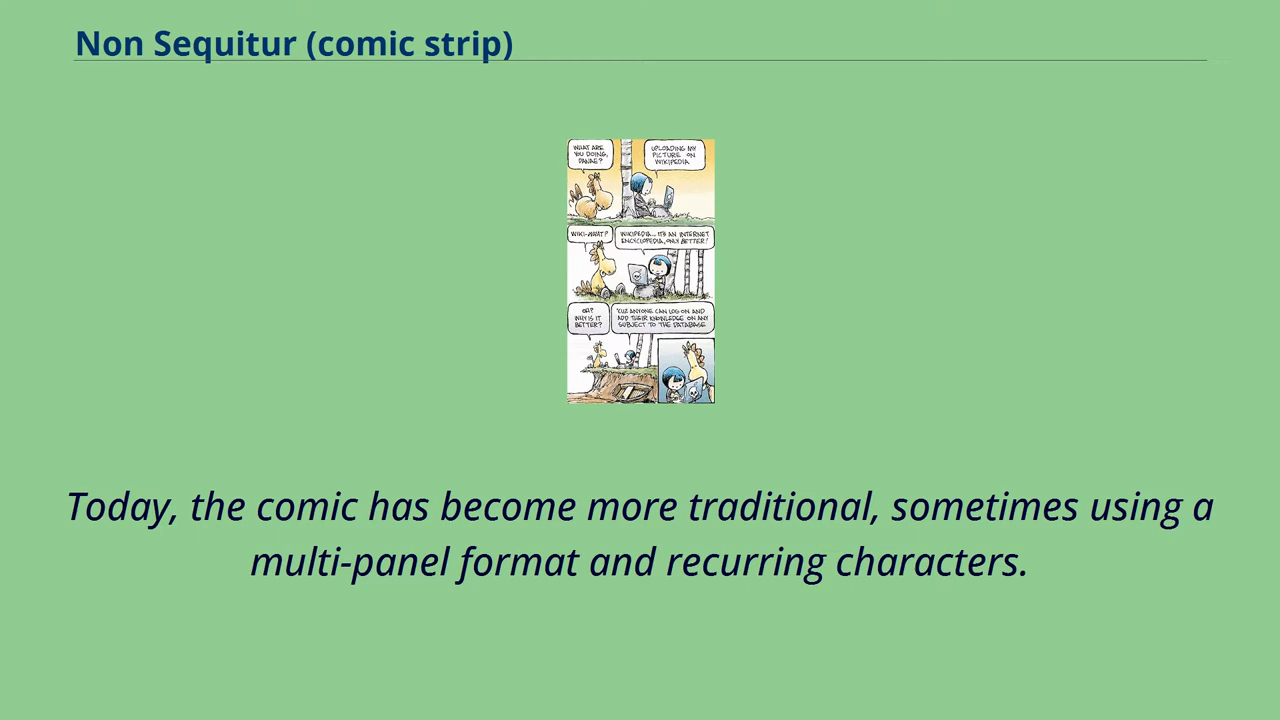 Non Sequitur (comic strip)
WHAT ARE
YOU DOING,
DANAE?
UPLOADING MY
PICTURE ON
WIKIPEDIA
WIKI-WHAT?
WIKIPEDIA... IT'S AN INTERNET
ENCYCLOPEDIA, ONLY BETTER!
OH?
WHY IS IT
BETTER?
'CUZ ANYONE CAN LOG ON AND
ADD THEIR KNOWLEDGE ON ANY
SUBJECT TO THE DATABASE
Today, the comic has become more traditional, sometimes using a
multi-panel format and recurring characters.